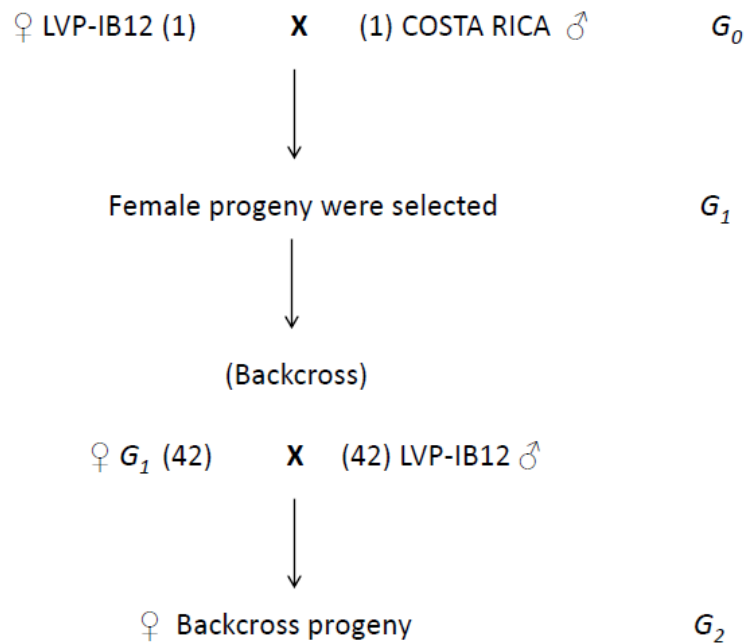 ♀ LVP-IB12 (1) X (1) COSTA RICA ♂ G₀
Female progeny were selected G₁
(Backcross)
♀ G₁ (42) X (42) LVP-IB12 ♂
♀ Backcross progeny G₂